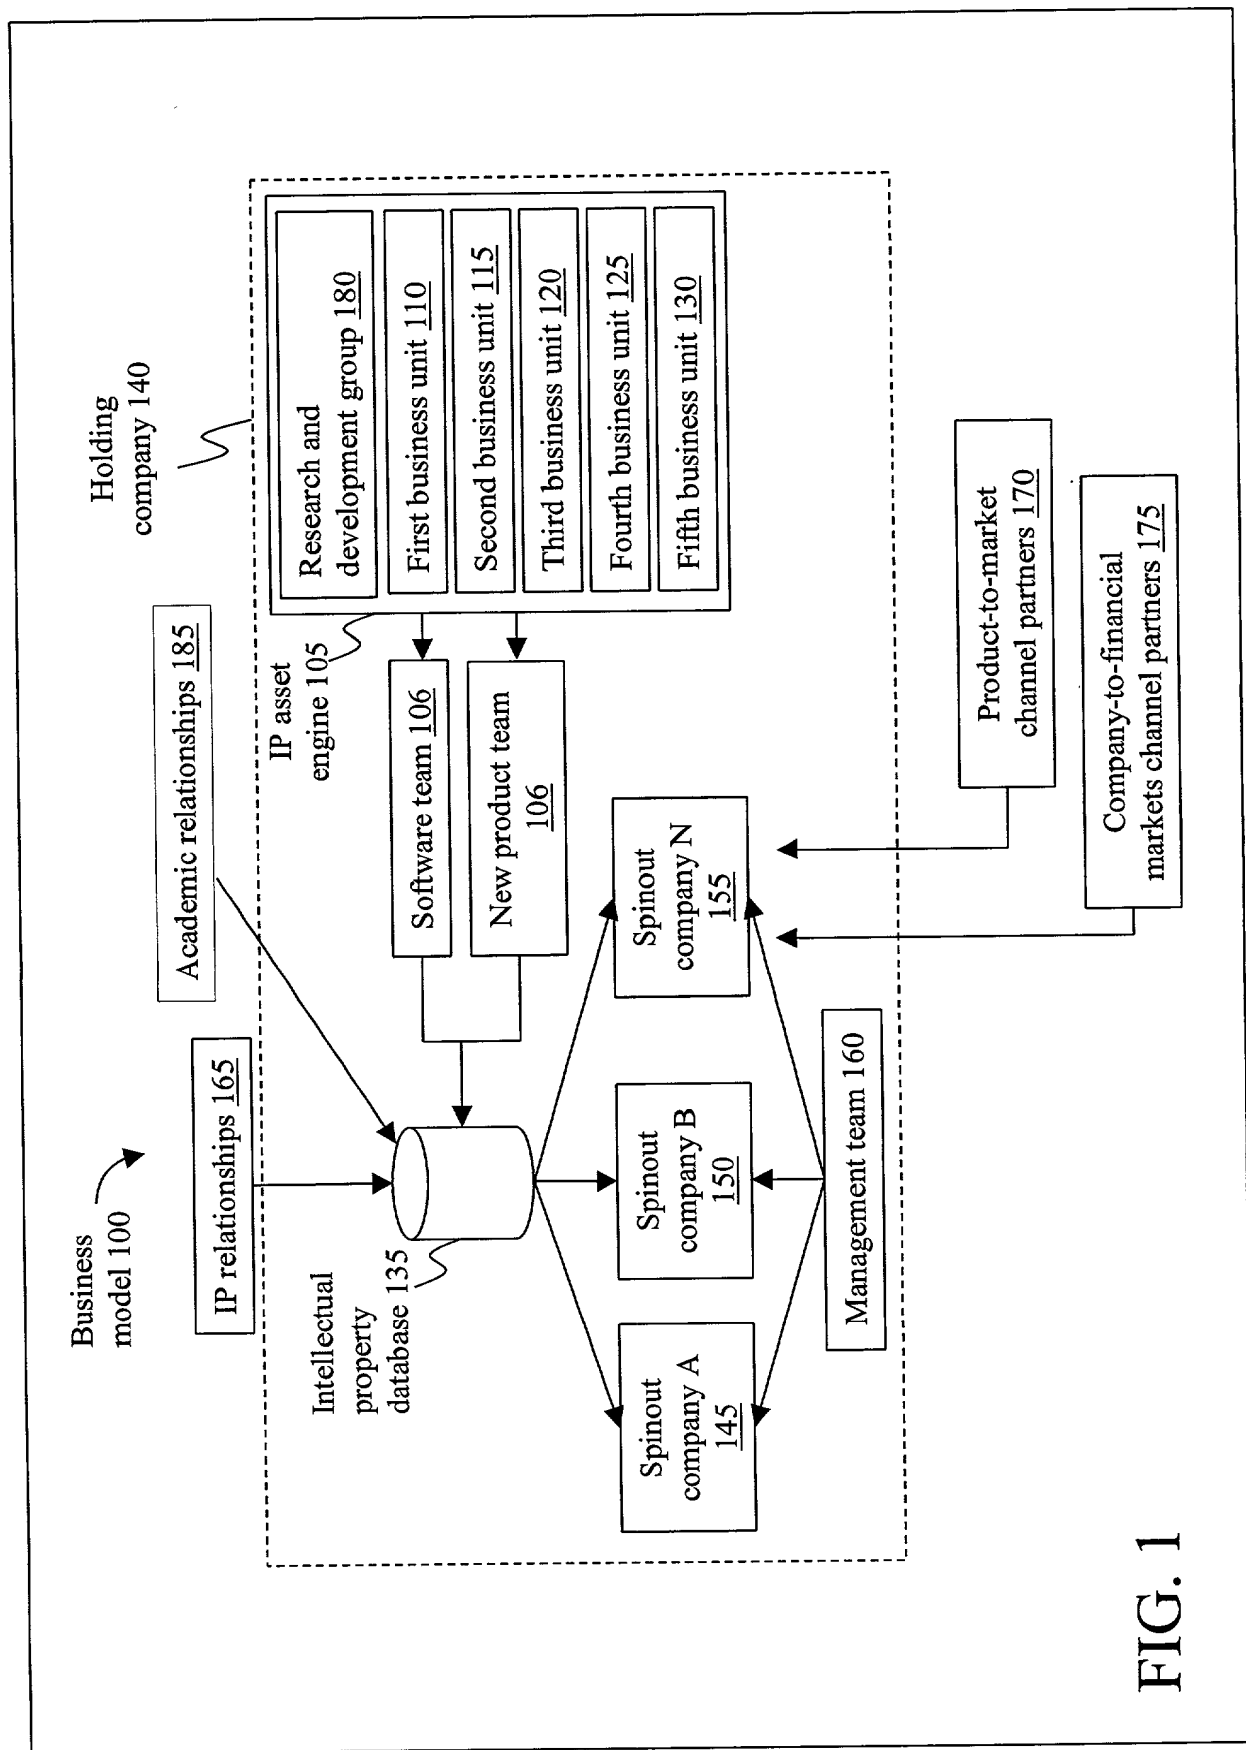 Business
model 100
Holding
company 140
Academic relationships 185
IP relationships 165
IP asset
engine 105
Research and
development group 180
First business unit 110
Second business unit 115
Third business unit 120
Fourth business unit 125
Fifth business unit 130
Software team 106
New product team
106
Intellectual
property
database 135
Spinout
company A
145
Spinout
company B
150
Spinout
company N
155
Management team 160
Product-to-market
channel partners 170
Company-to-financial
markets channel partners 175
FIG. 1